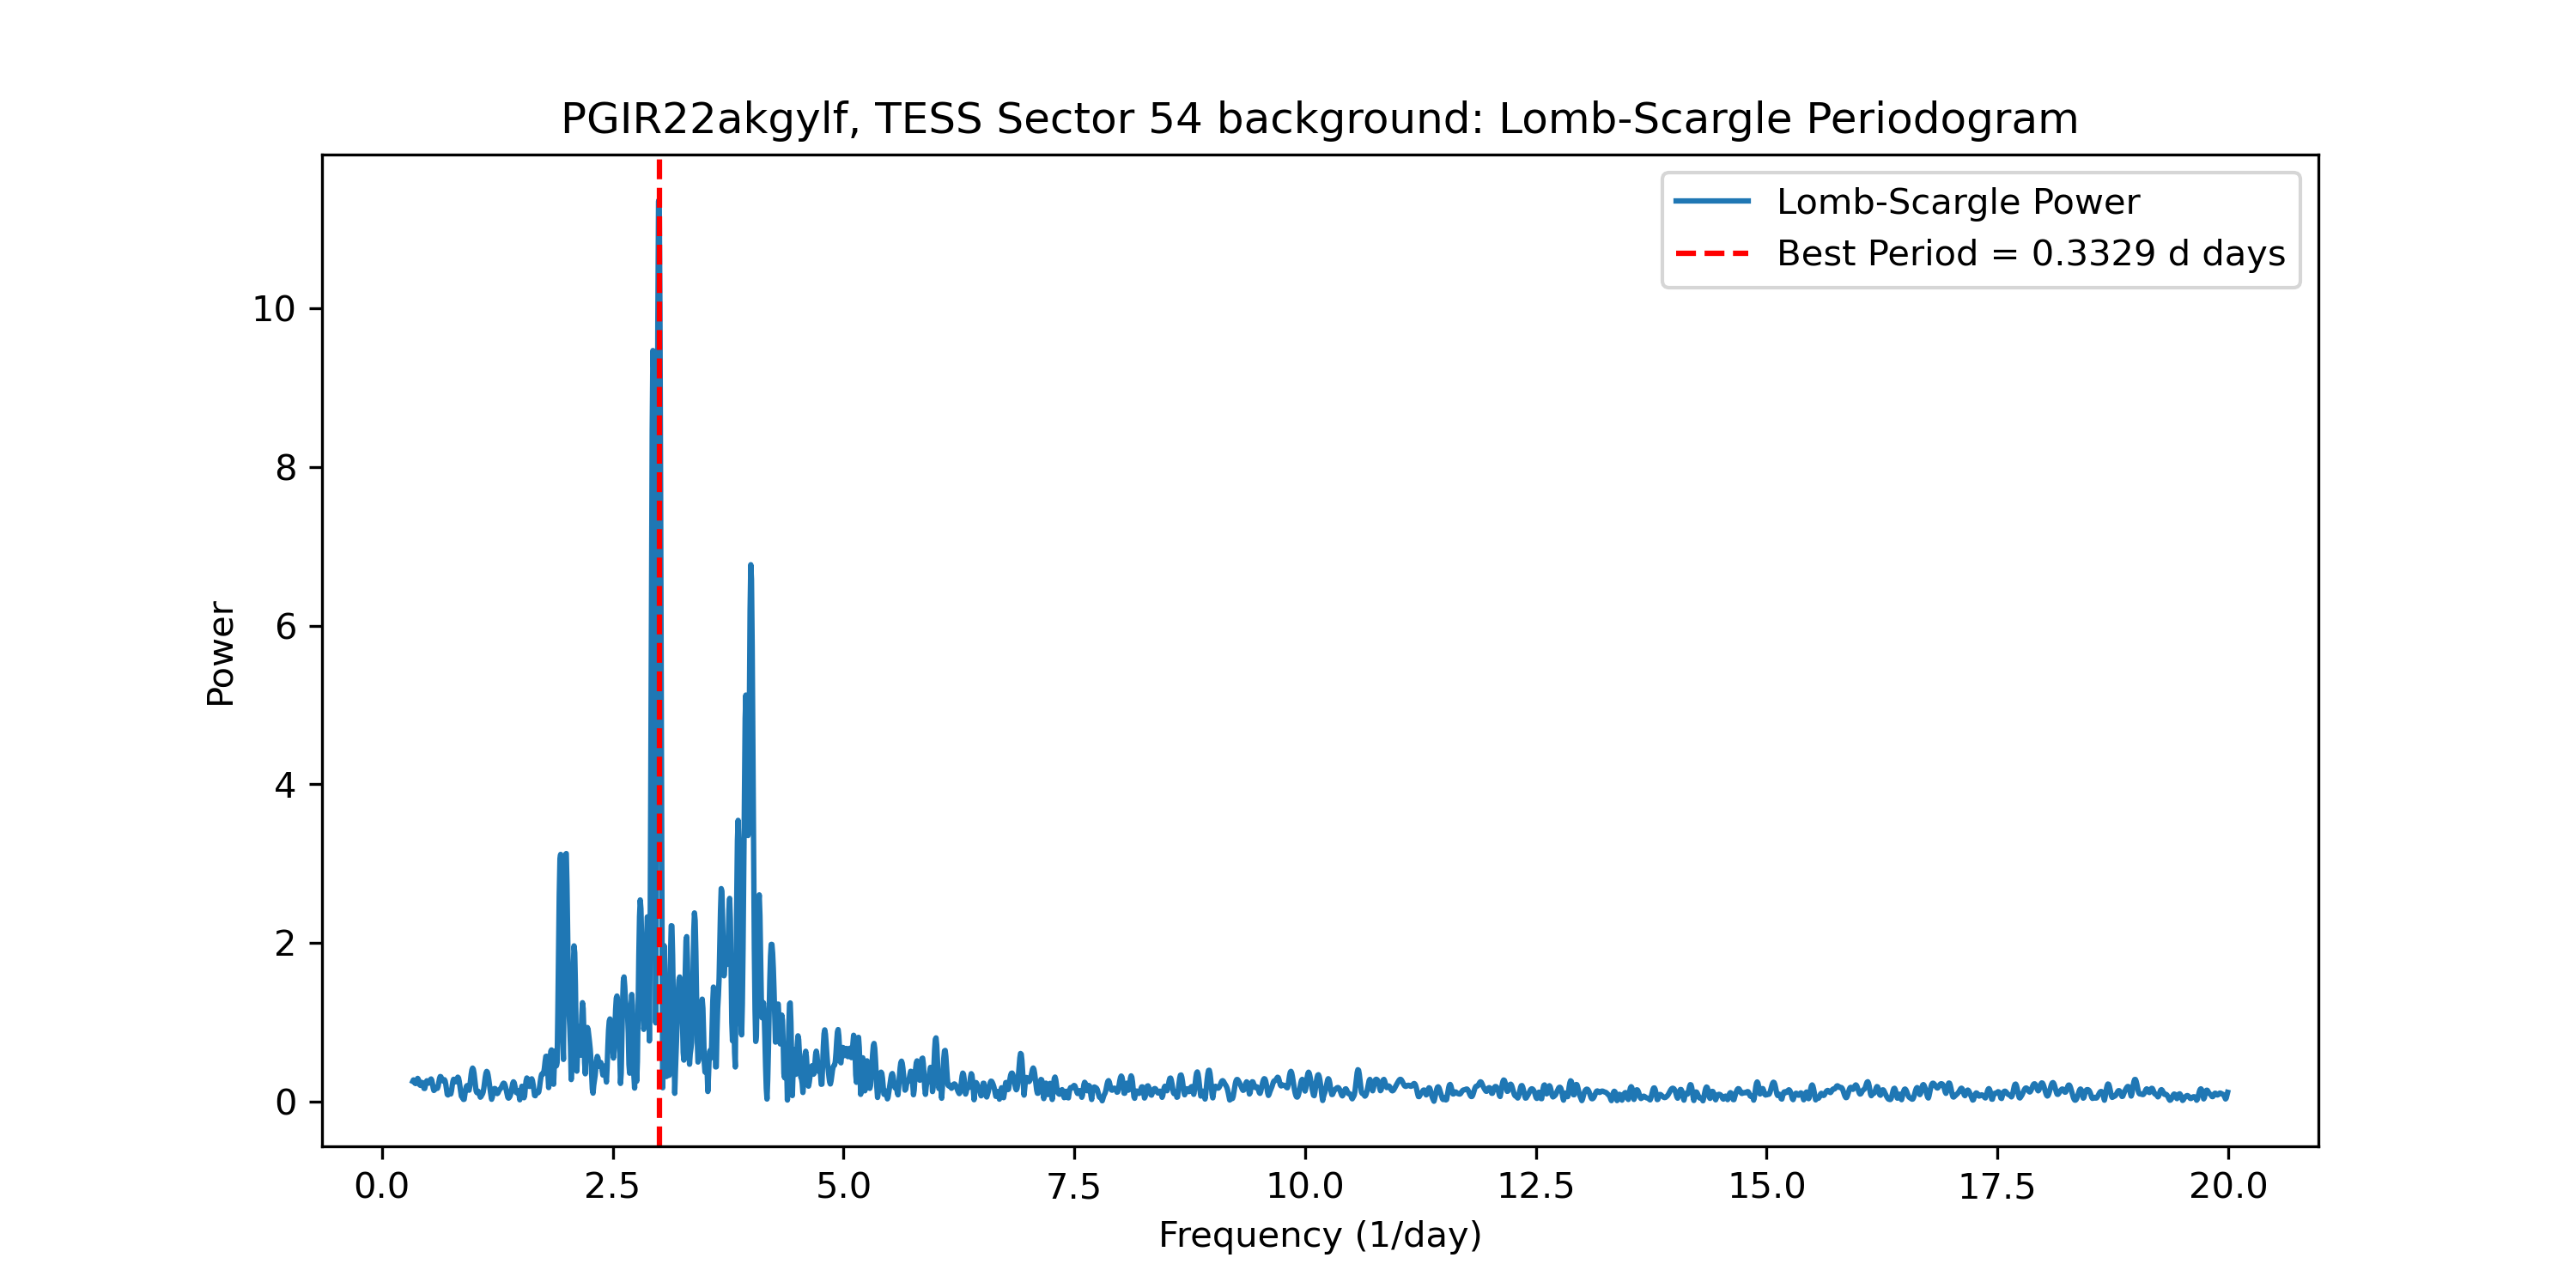 PGIR22akgylf, TESS Sector 54 background: Lomb-Scargle Periodogram
Lomb-Scargle Power
Best Period = 0.3329 d days
10
8
6
4
2
0
Power
0.0 2.5 5.0 7.5 10.0 12.5 15.0 17.5 20.0
Frequency (1/day)